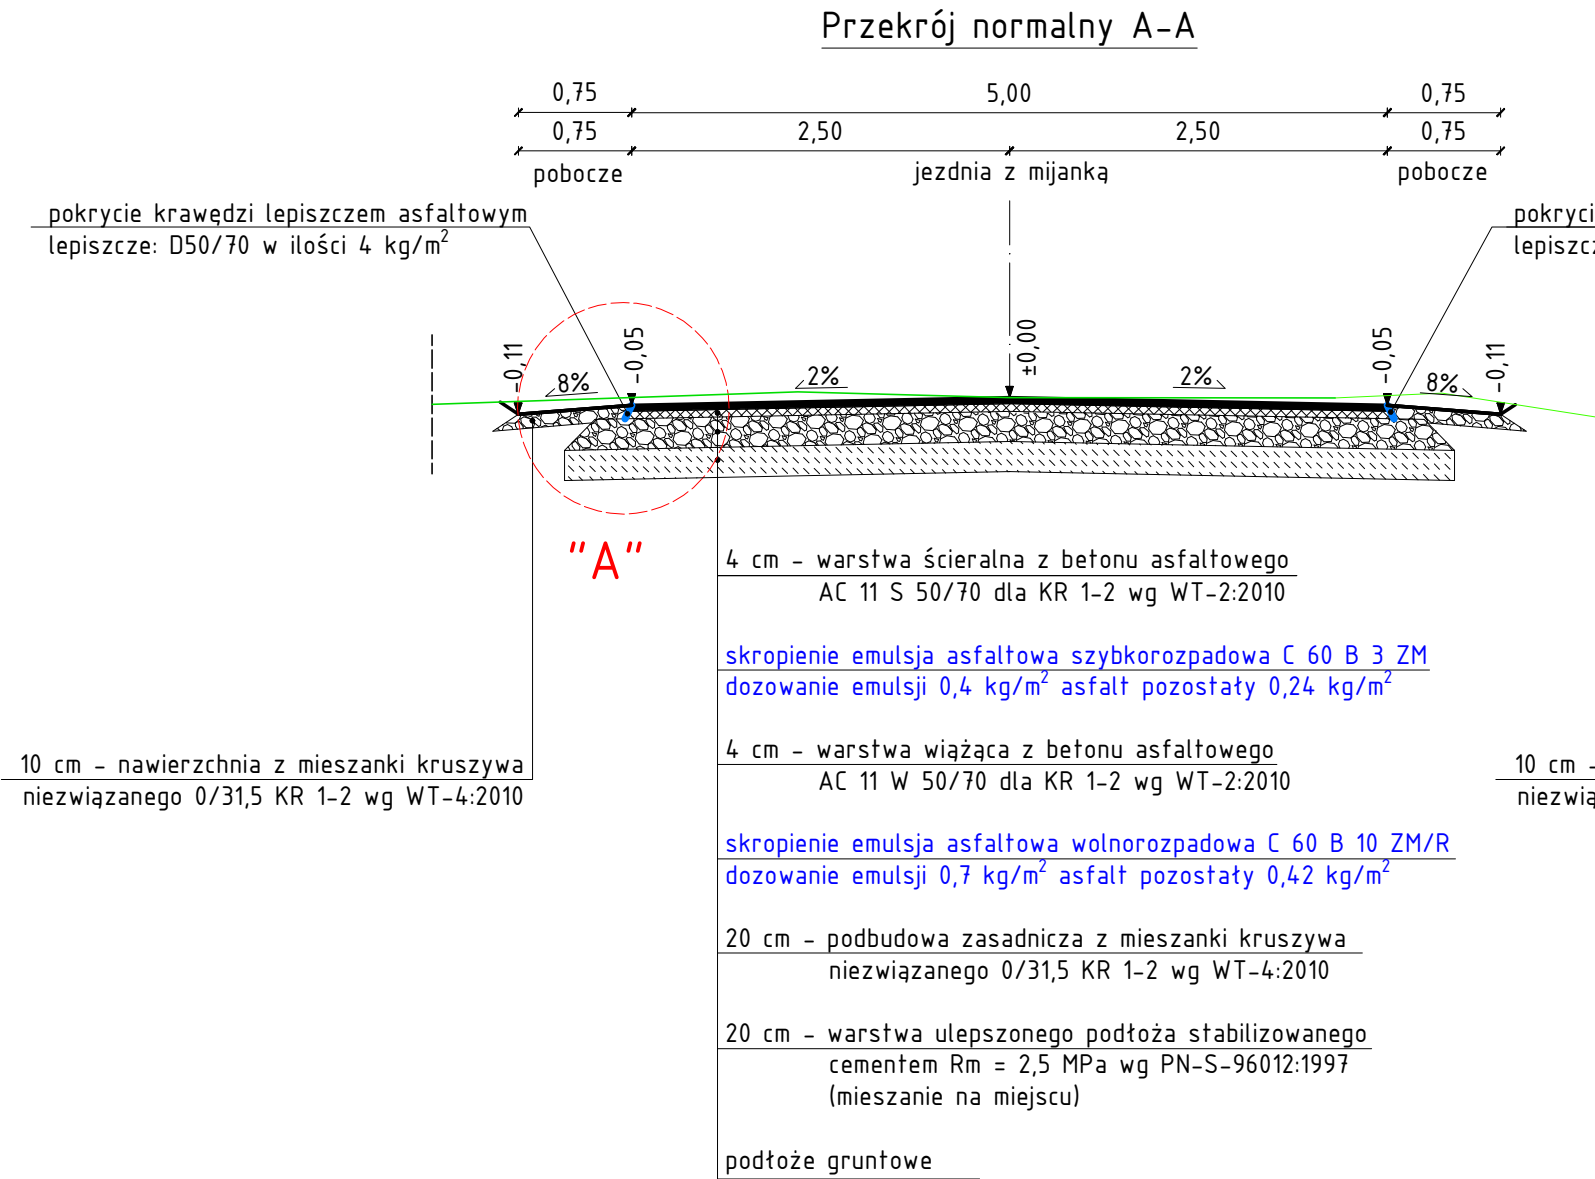 Przekrój normalny A-A
0,75 5,00 0,75
0,75 2,50 2,50 0,75
pobocze jezdnia z mijanką pobocze
pokrycie krawędzi lepiszczem asfaltowym
lepiszcze: D50/70 w ilości 4 kg/m²
pokryci
lepiszcz
-0,11 8% -0,05 2% ±0,00 2% -0,05 8% -0,11
"A"
4 cm - warstwa ścieralna z betonu asfaltowego
AC 11 S 50/70 dla KR 1-2 wg WT-2:2010
skropienie emulsja asfaltowa szybkorozpadowa C 60 B 3 ZM
dozowanie emulsji 0,4 kg/m² asfalt pozostały 0,24 kg/m²
4 cm - warstwa wiążąca z betonu asfaltowego
AC 11 W 50/70 dla KR 1-2 wg WT-2:2010
10 cm - nawierzchnia z mieszanki kruszywa
niezwiązanego 0/31,5 KR 1-2 wg WT-4:2010
10 cm -
niezwią
skropienie emulsja asfaltowa wolnorozpadowa C 60 B 10 ZM/R
dozowanie emulsji 0,7 kg/m² asfalt pozostały 0,42 kg/m²
20 cm - podbudowa zasadnicza z mieszanki kruszywa
niezwiązanego 0/31,5 KR 1-2 wg WT-4:2010
20 cm - warstwa ulepszonego podłoża stabilizowanego
cementem Rm = 2,5 MPa wg PN-S-96012:1997
(mieszanie na miejscu)
podłoże gruntowe